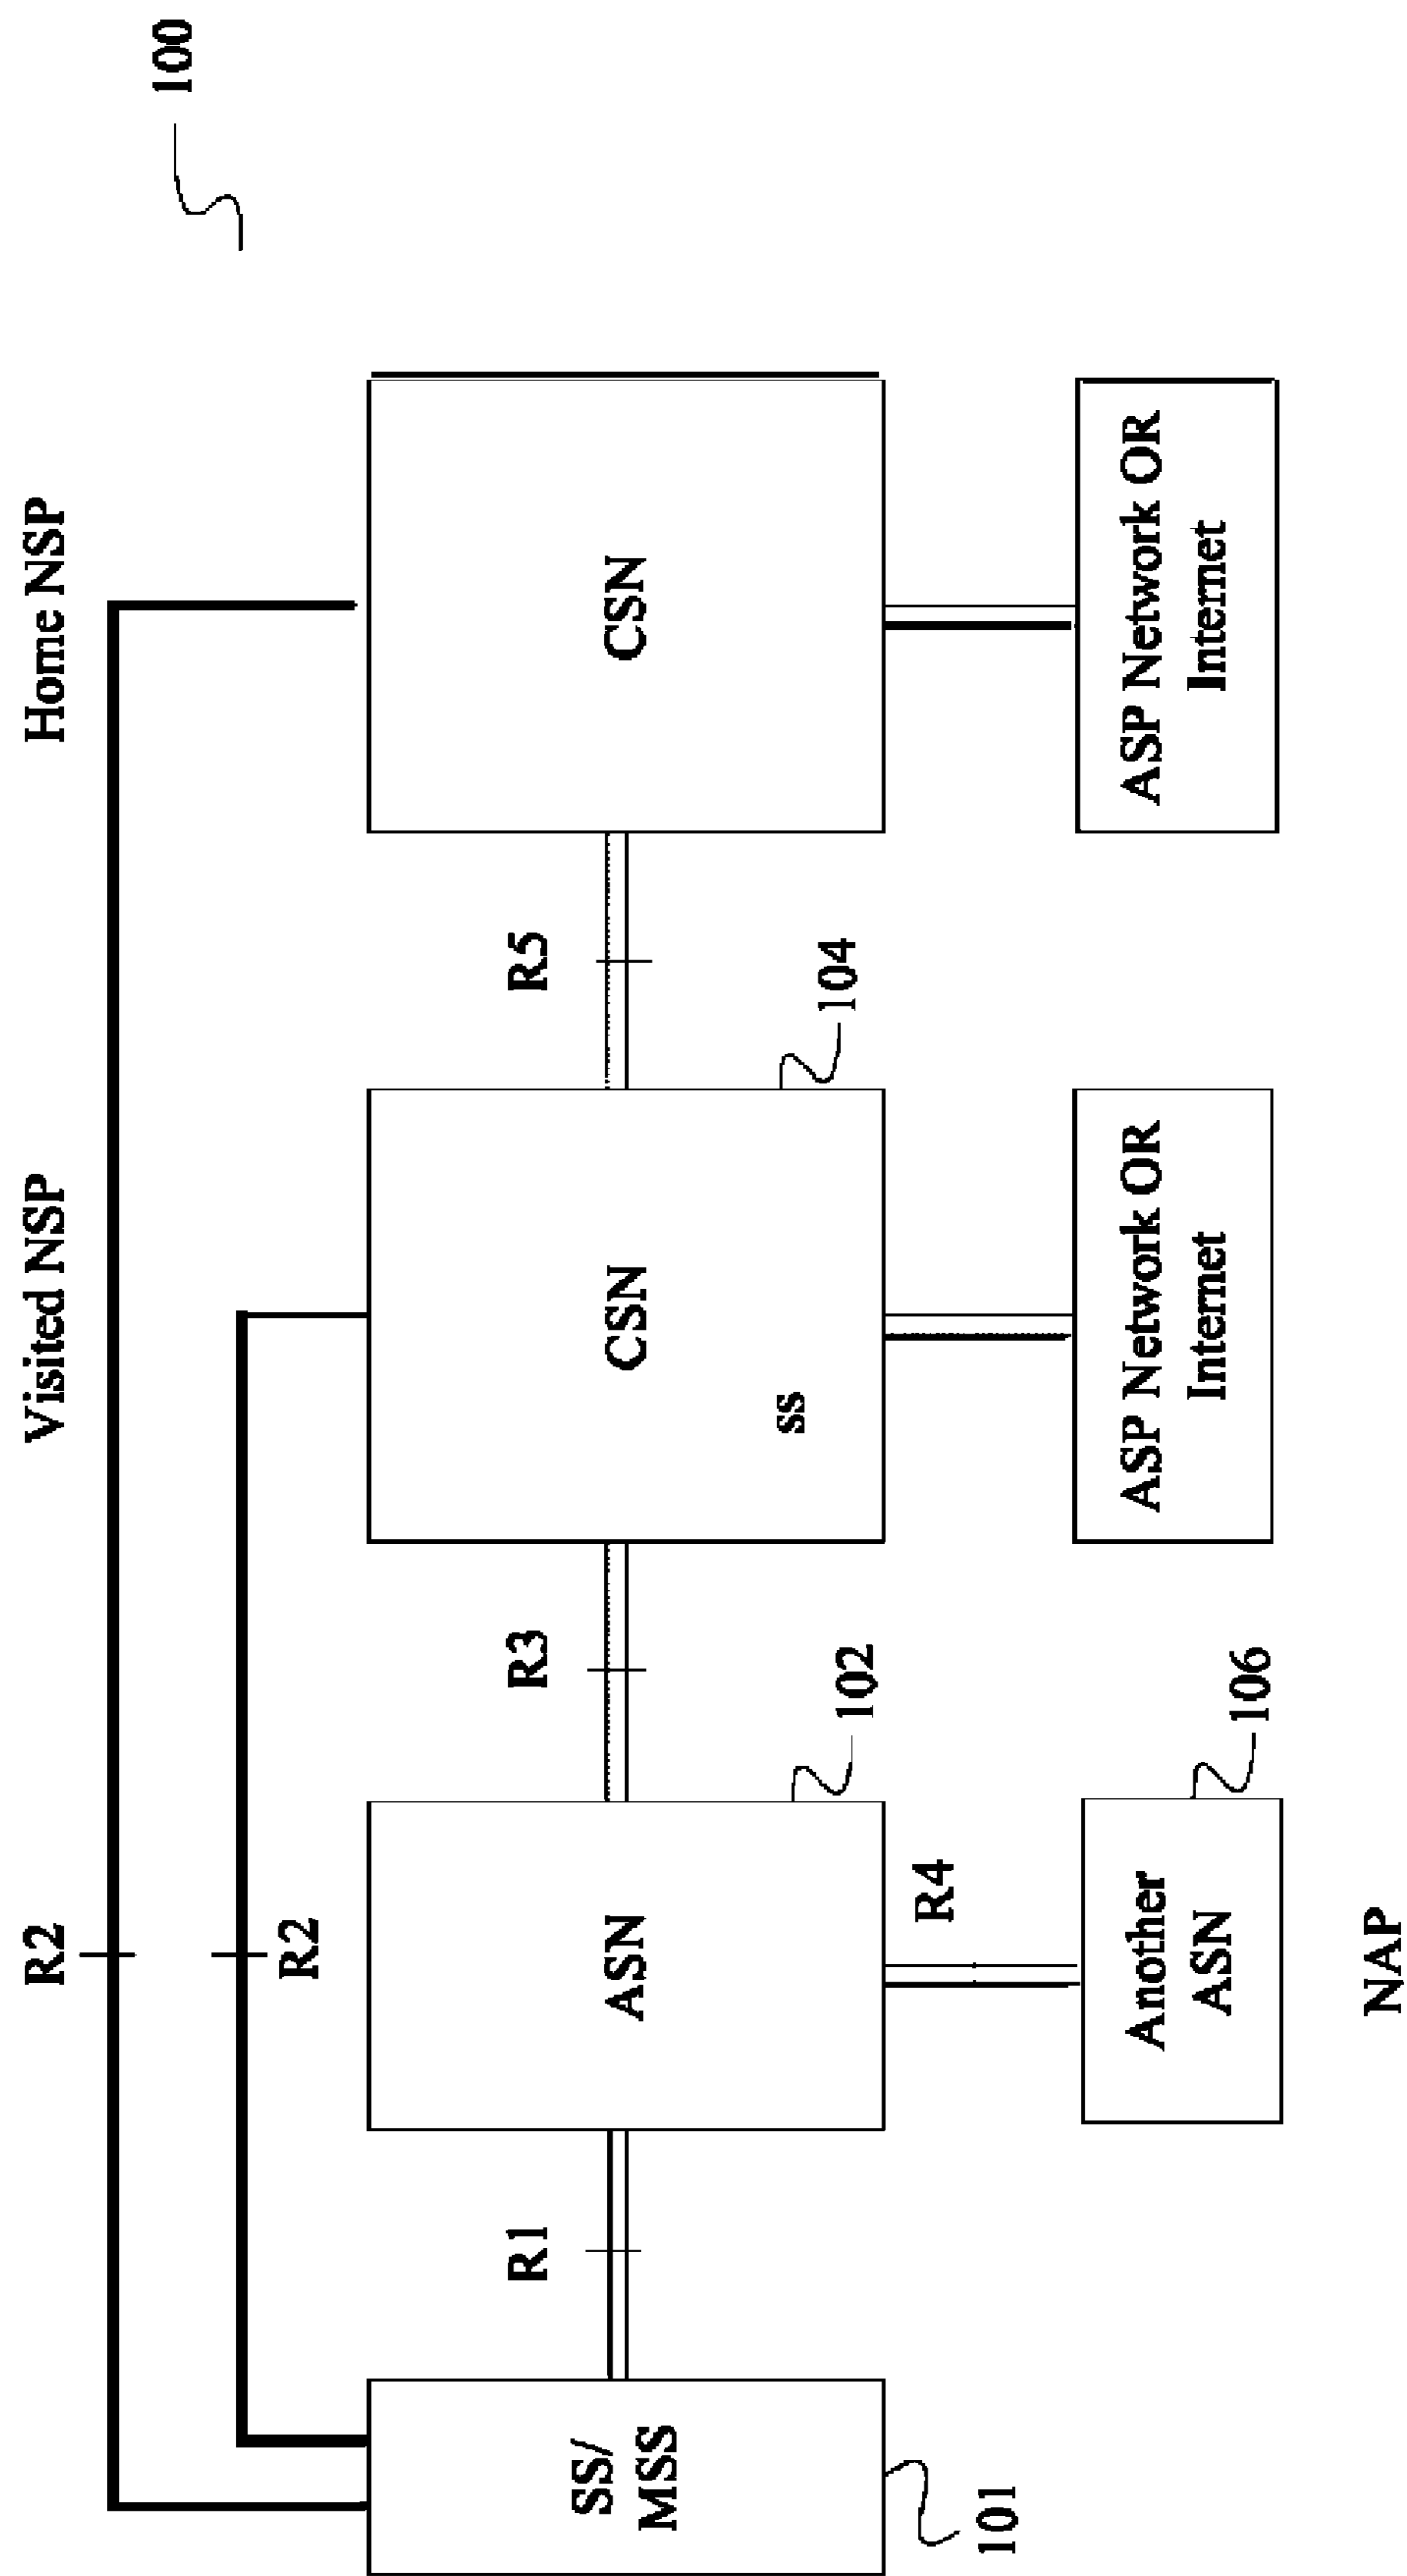 100
Visited NSP
Home NSP
R2
R2
SS/
MSS
R1
ASN
R3
CSN
ss
R5
CSN
101
102
104
R4
Another
ASN
106
ASP Network OR
Internet
ASP Network OR
Internet
NAP